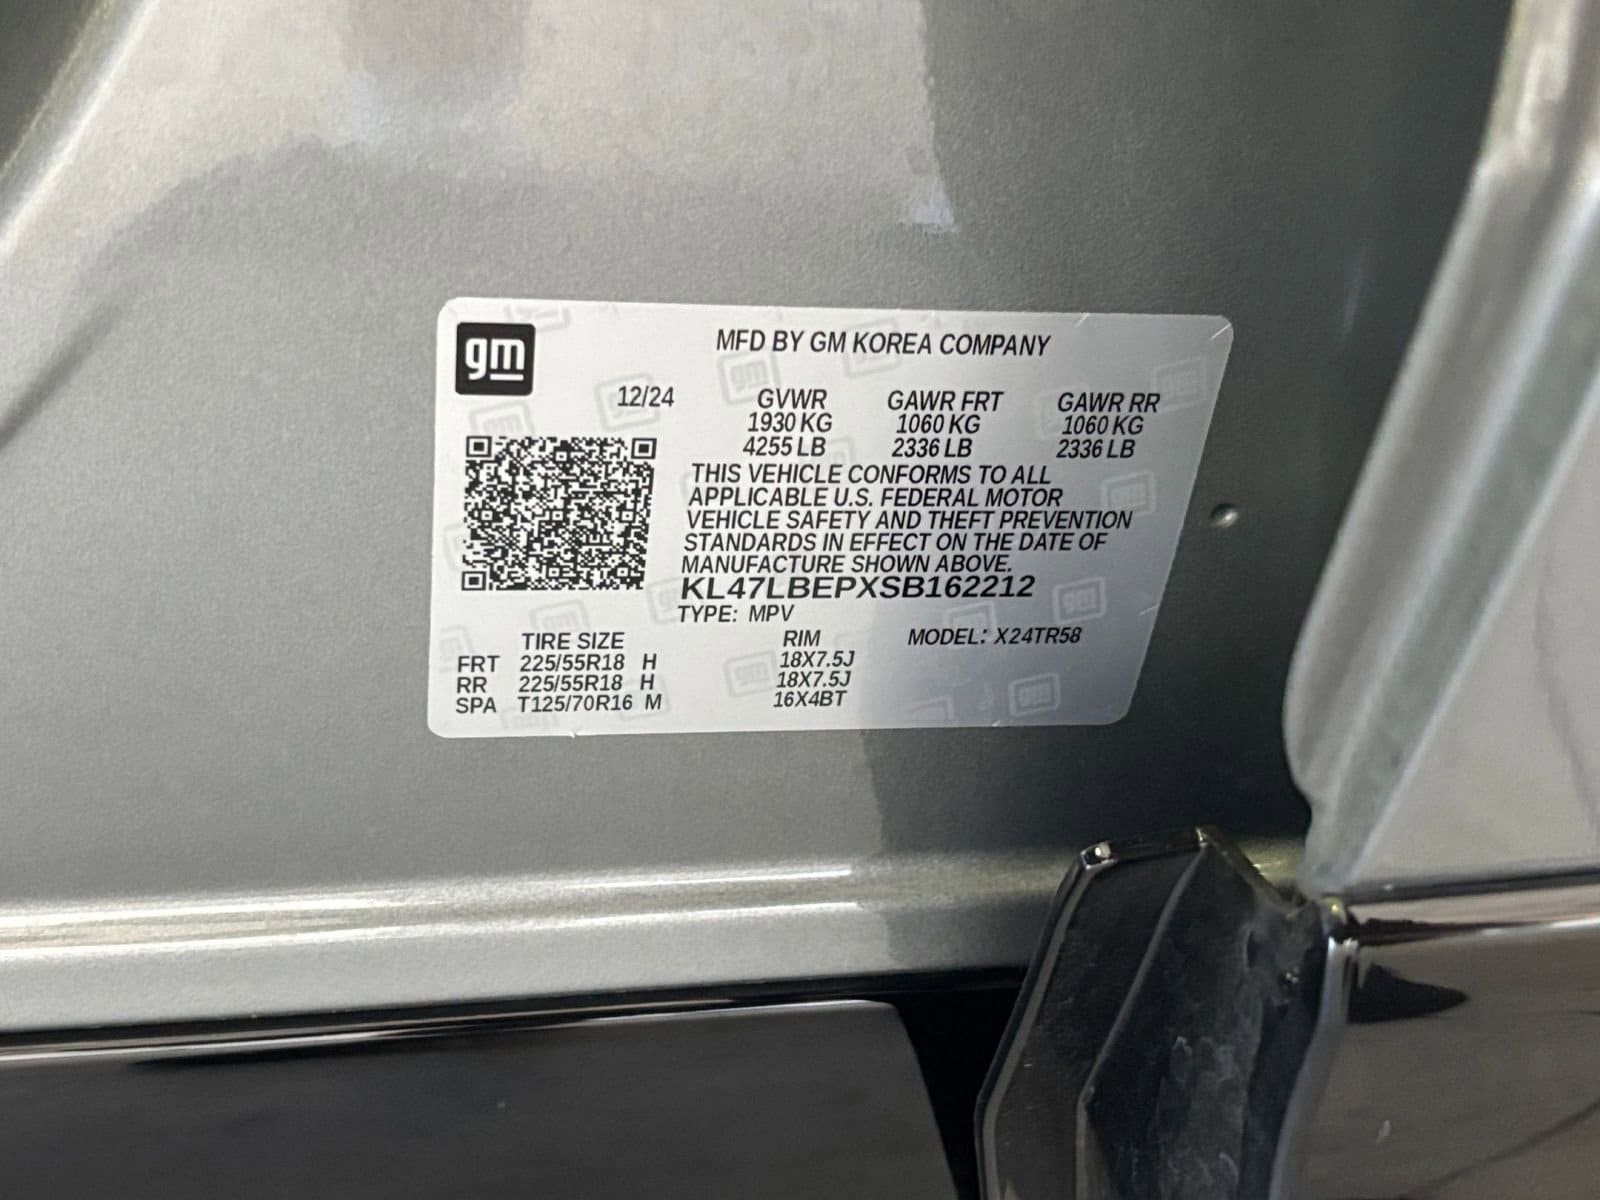 gm
MFD BY GM KOREA COMPANY
12/24 GVWR GAWR FRT GAWR RR
1930 KG 1060 KG 1060 KG
4255 LB 2336 LB 2336 LB
THIS VEHICLE CONFORMS TO ALL
APPLICABLE U.S. FEDERAL MOTOR
VEHICLE SAFETY AND THEFT PREVENTION
STANDARDS IN EFFECT ON THE DATE OF
MANUFACTURE SHOWN ABOVE.
KL47LBEPXSB162212
TYPE: MPV
TIRE SIZE RIM MODEL: X24TR58
FRT 225/55R18 H 18X7.5J
RR 225/55R18 H 18X7.5J
SPA T125/70R16 M 16X4BT